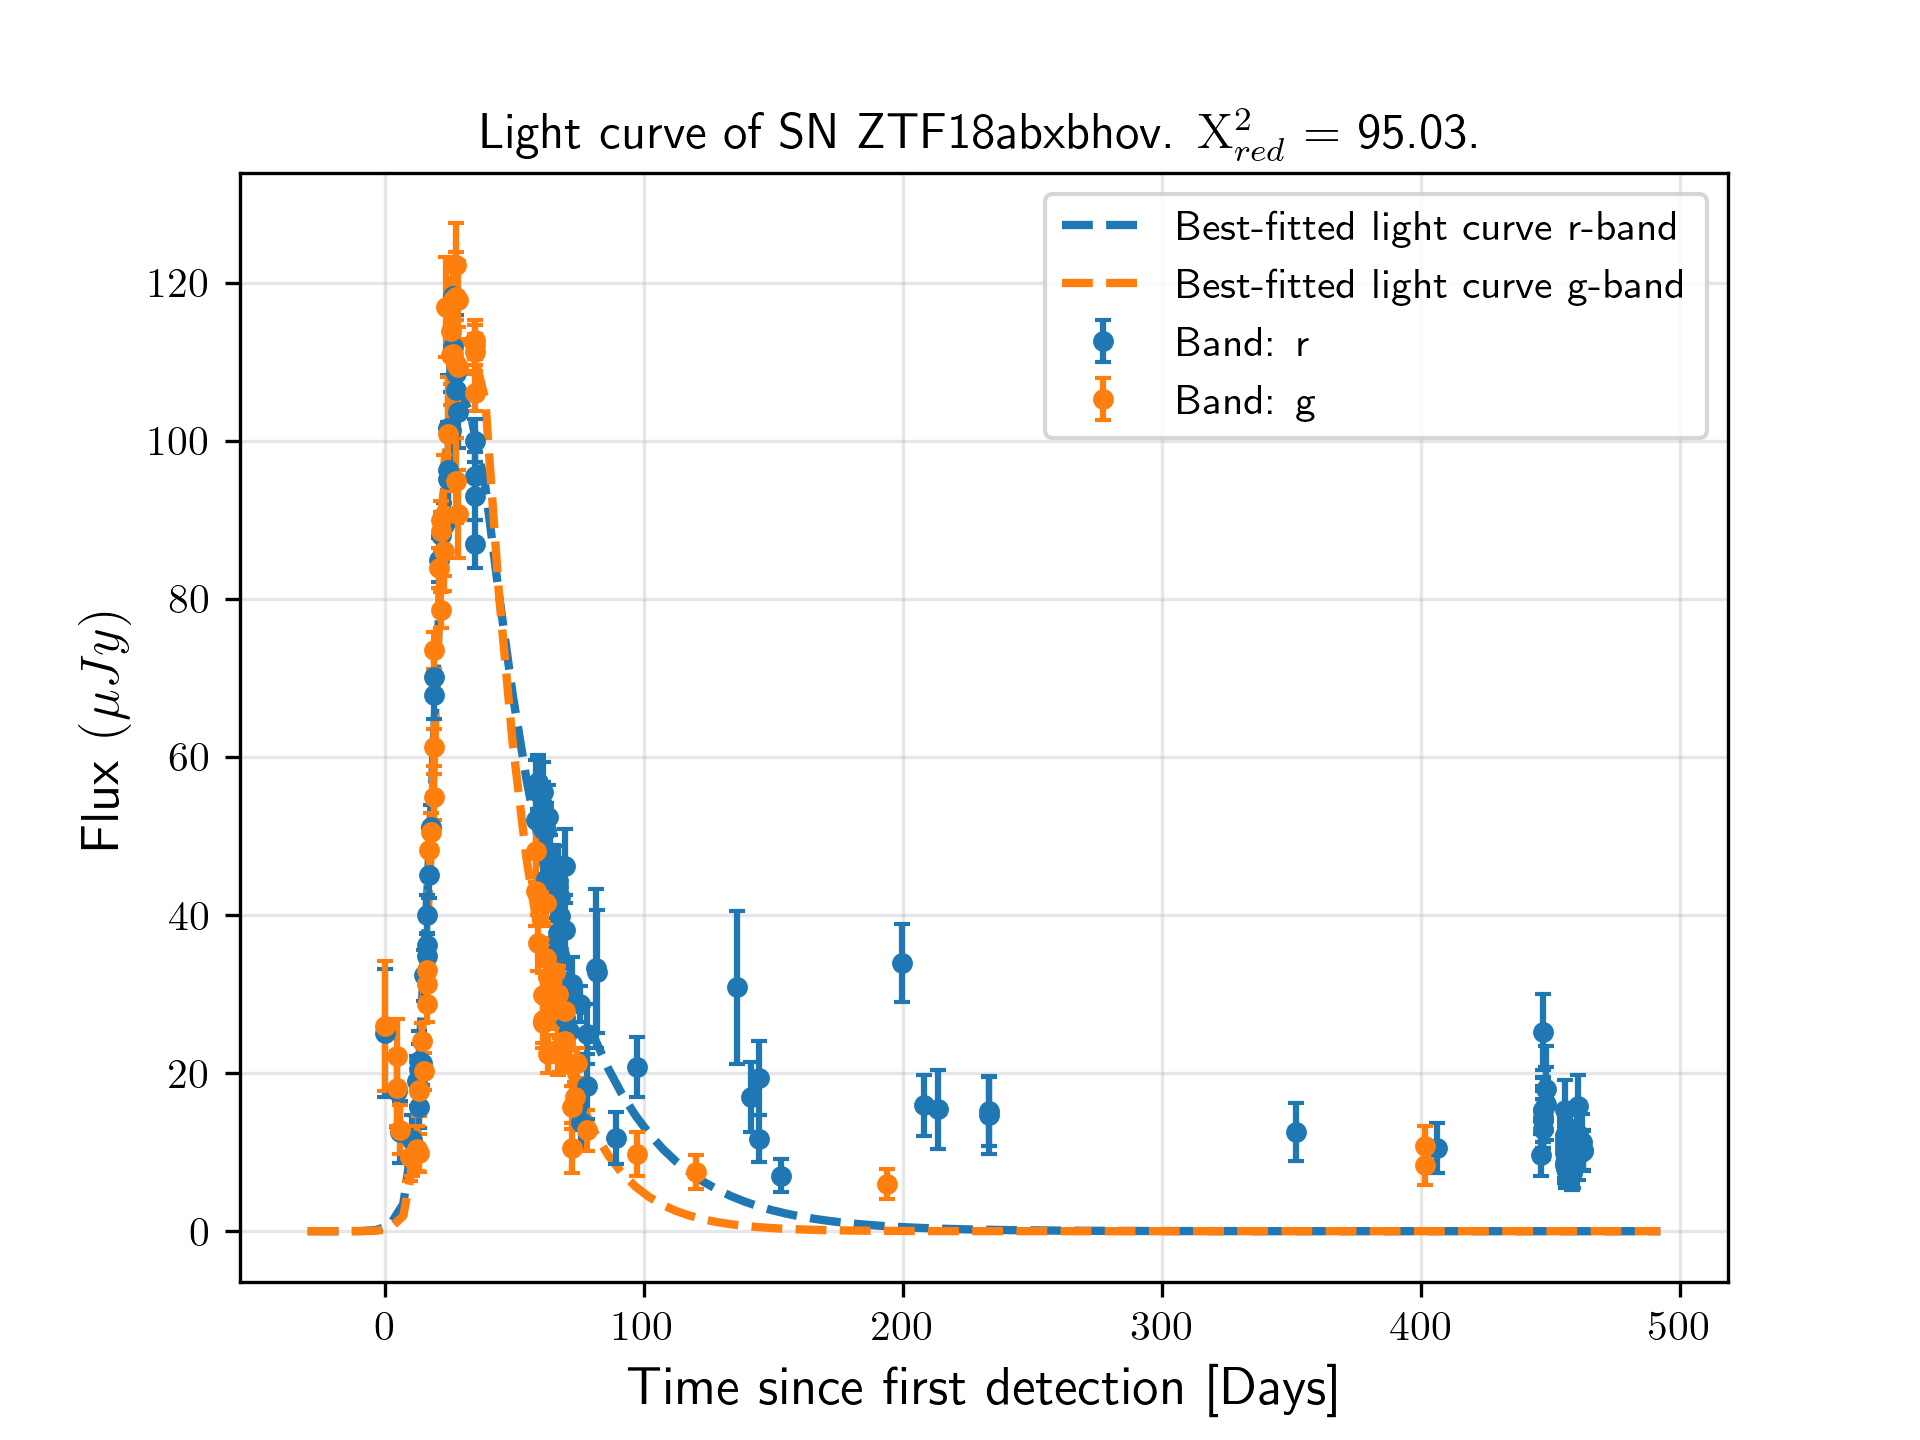 Light curve of SN ZTF18abxbhov. X²_red = 95.03.
Best-fitted light curve r-band
Best-fitted light curve g-band
Band: r
Band: g
120
100
80
60
40
20
0
Flux (μJy)
0 100 200 300 400 500
Time since first detection [Days]